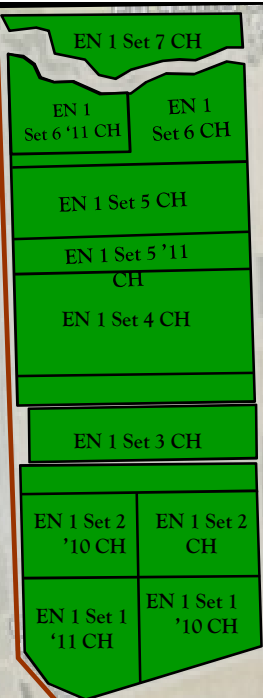 EN 1 Set 7 CH
EN 1
Set 6 '11 CH
EN 1
Set 6 CH
EN 1 Set 5 CH
EN 1 Set 5 '11
CH
EN 1 Set 4 CH
EN 1 Set 3 CH
EN 1 Set 2
'10 CH
EN 1 Set 2
CH
EN 1 Set 1
'11 CH
EN 1 Set 1
'10 CH